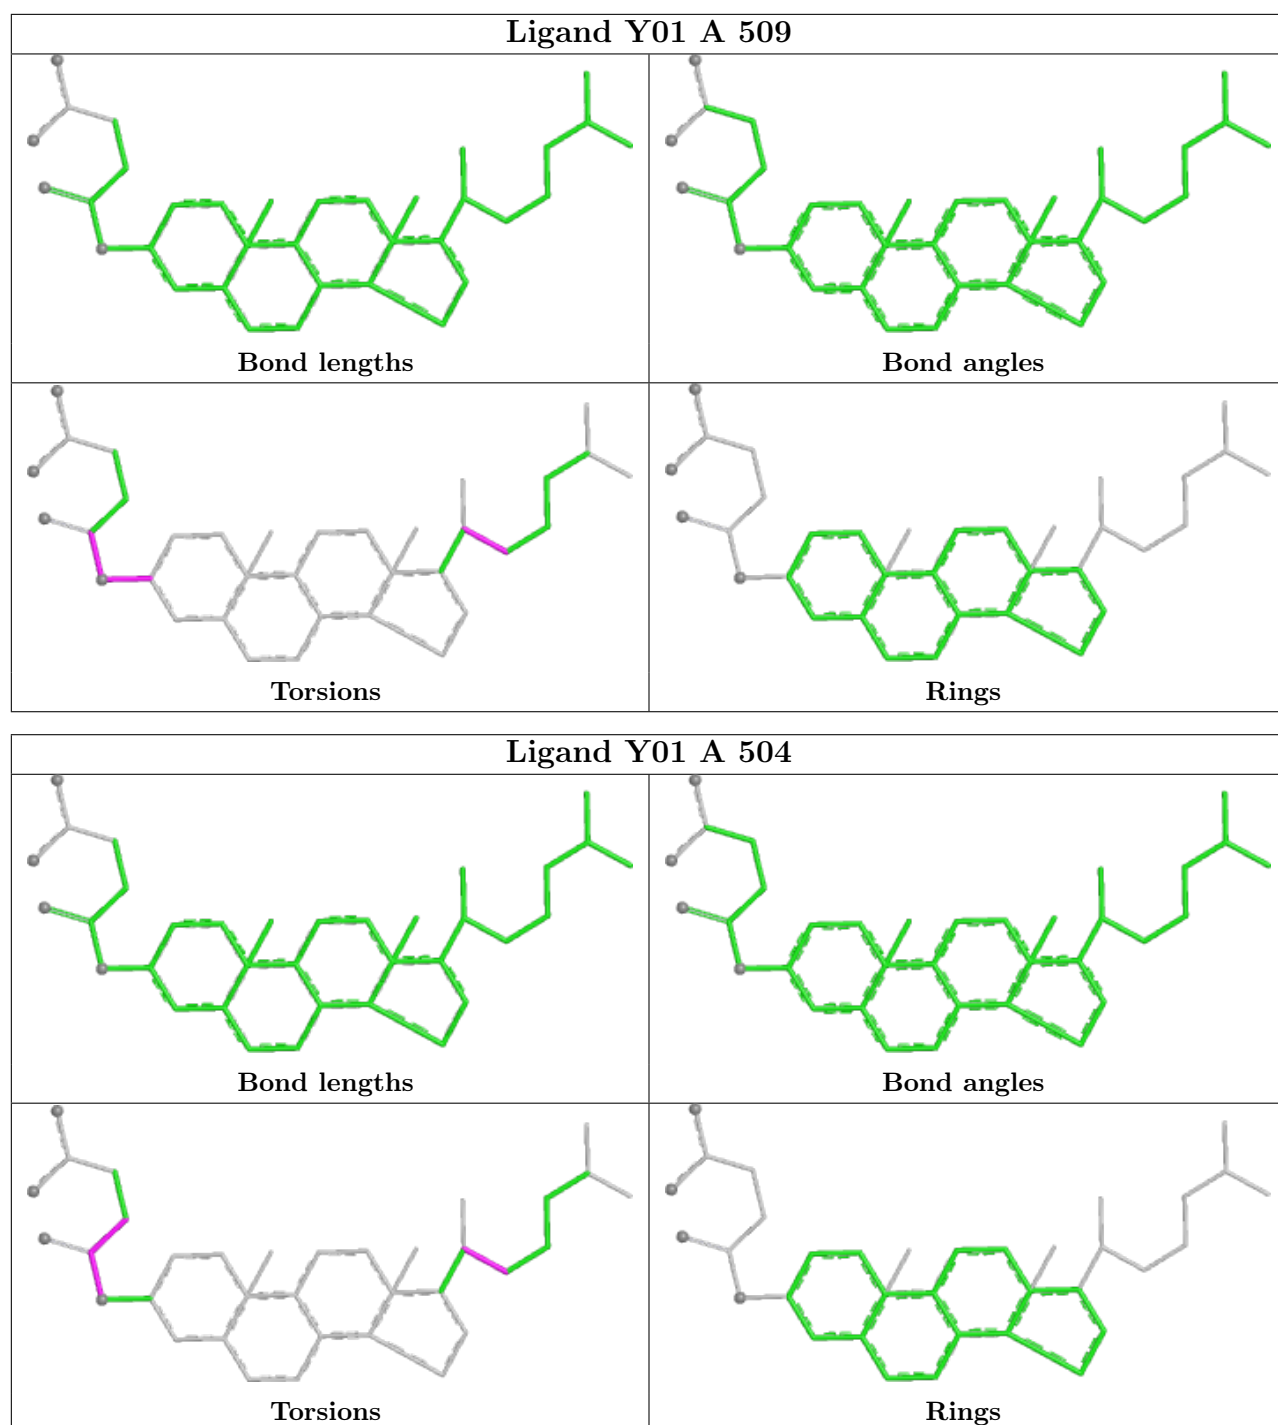 Ligand Y01 A 509
Bond lengths
Bond angles
Torsions
Rings
Ligand Y01 A 504
Bond lengths
Bond angles
Torsions
Rings